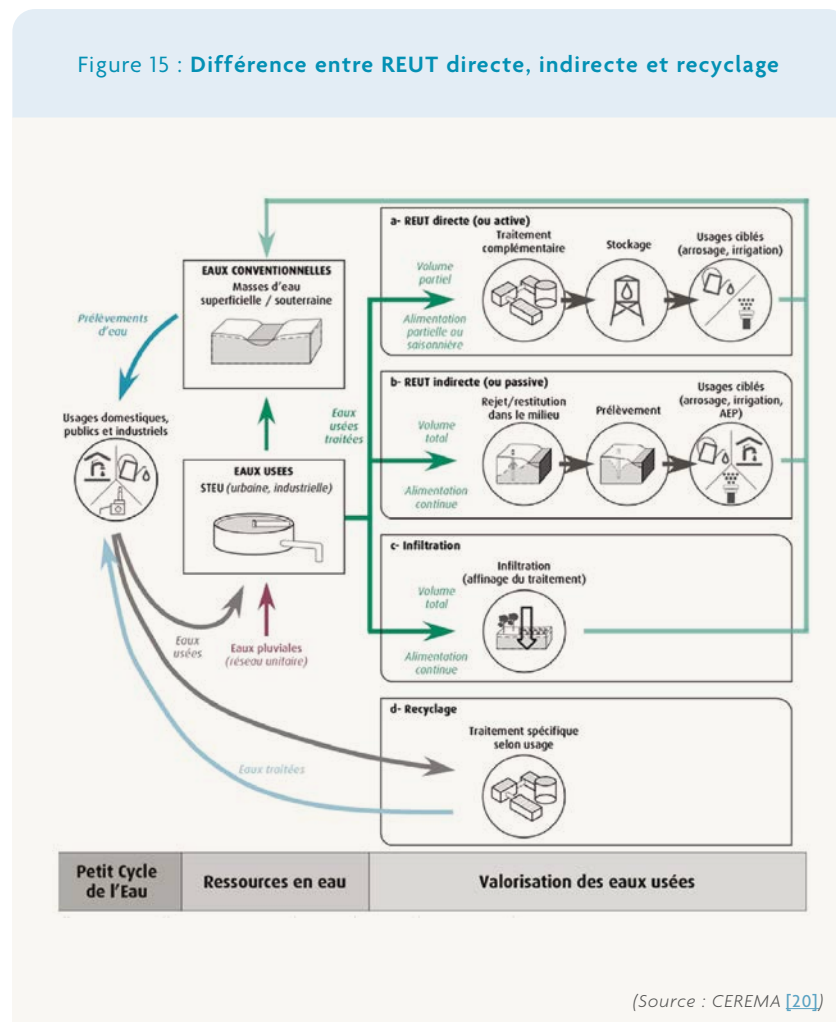 Figure 15 : Différence entre REUT directe, indirecte et recyclage
a- REUT directe (ou active)
Traitement
complémentaire
Stockage
Usages ciblés
(arrosage, irrigation)
Volume
partiel
Alimentation
partielle ou
saisonnière
EAUX CONVENTIONNELLES
Masses d'eau
superficielle / souterraine
Prélèvements
d'eau
b- REUT indirecte (ou passive)
Rejet/restitution
dans le milieu
Prélèvement
Usages ciblés
(arrosage, irrigation,
AEP)
Volume
total
Alimentation
continue
Eaux
usées
traitées
Usages domestiques,
publics et industriels
EAUX USEES
STEU (urbaine, industrielle)
c- Infiltration
Infiltration
(affinage du traitement)
Volume
total
Alimentation
continue
Eaux
usées
Eaux pluviales
(réseau unitaire)
d- Recyclage
Traitement spécifique
selon usage
Eaux traitées
Petit Cycle
de l'Eau
Ressources en eau
Valorisation des eaux usées
(Source : CEREMA [20])